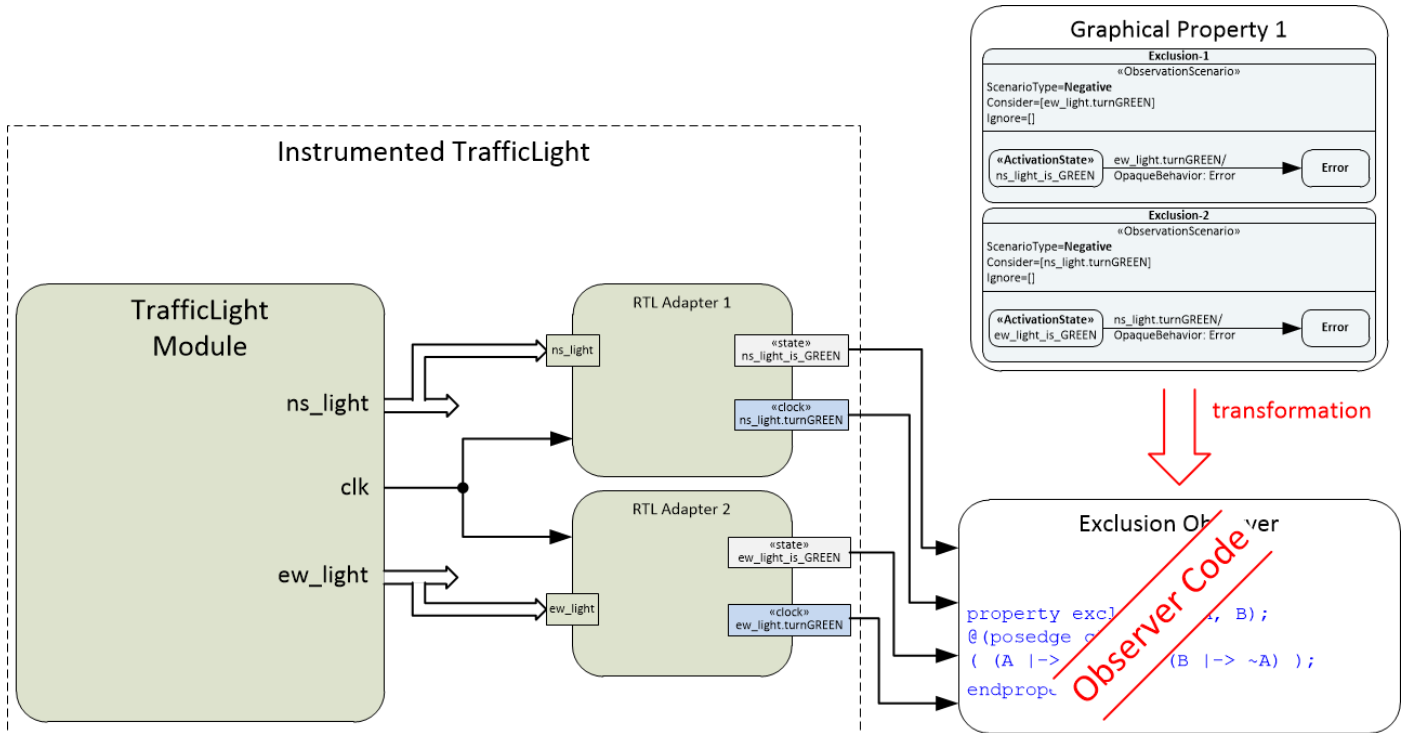 Graphical Property 1
Exclusion-1
«ObservationScenario»
ScenarioType=Negative
Consider=[ew_light.turnGREEN]
Ignore=[]
«ActivationState»
ns_light_is_GREEN
ew_light.turnGREEN/
OpaqueBehavior: Error
Error
Exclusion-2
«ObservationScenario»
ScenarioType=Negative
Consider=[ns_light.turnGREEN]
Ignore=[]
«ActivationState»
ew_light_is_GREEN
ns_light.turnGREEN/
OpaqueBehavior: Error
Error
transformation
Instrumented TrafficLight
TrafficLight
Module
ns_light
clk
ew_light
RTL Adapter 1
ns_light
«state»
ns_light_is_GREEN
«clock»
ns_light.turnGREEN
RTL Adapter 2
ew_light
«state»
ew_light_is_GREEN
«clock»
ew_light.turnGREEN
Exclusion
property B);
@(posedge
( (A |-> (B |-> ~A) );
Observer Code